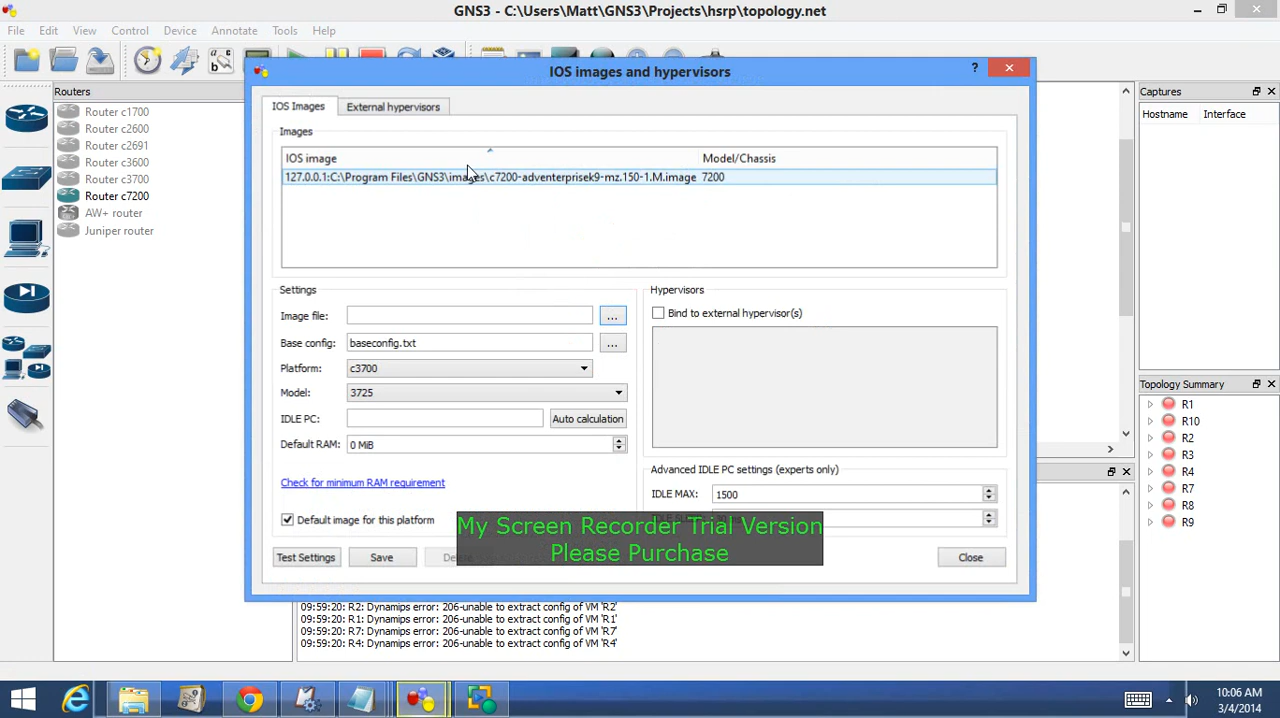 GNS3 - C:\Users\Matt\GNS3\Projects\hsrp\topology.net
File Edit View Control Device Annotate Tools Help
Routers
Router c1700
Router c2600
Router c2691
Router c3600
Router c3700
Router c7200
AW+ router
Juniper router
IOS images and hypervisors
?
IOS Images External hypervisors
Images
IOS image Model/Chassis
127.0.0.1:C:\Program Files\GNS3\images\c7200-adventerprisek9-mz.150-1.M.image 7200
Settings
Image file: ...
Base config: baseconfig.txt ...
Platform: c3700
Model: 3725
IDLE PC: Auto calculation
Default RAM: 0 MiB
Check for minimum RAM requirement
Default image for this platform
Hypervisors
Bind to external hypervisor(s)
Advanced IDLE PC settings (experts only)
IDLE MAX: 1500
My Screen Recorder Trial Version
Please Purchase
Test Settings Save Close
Captures
Hostname Interface
Topology Summary
R1
R10
R2
R3
R4
R7
R8
R9
09:59:20: R2: Dynamips error: 206-unable to extract config of VM 'R2'
09:59:20: R1: Dynamips error: 206-unable to extract config of VM 'R1'
09:59:20: R7: Dynamips error: 206-unable to extract config of VM 'R7'
09:59:20: R4: Dynamips error: 206-unable to extract config of VM 'R4'
10:06 AM
3/4/2014